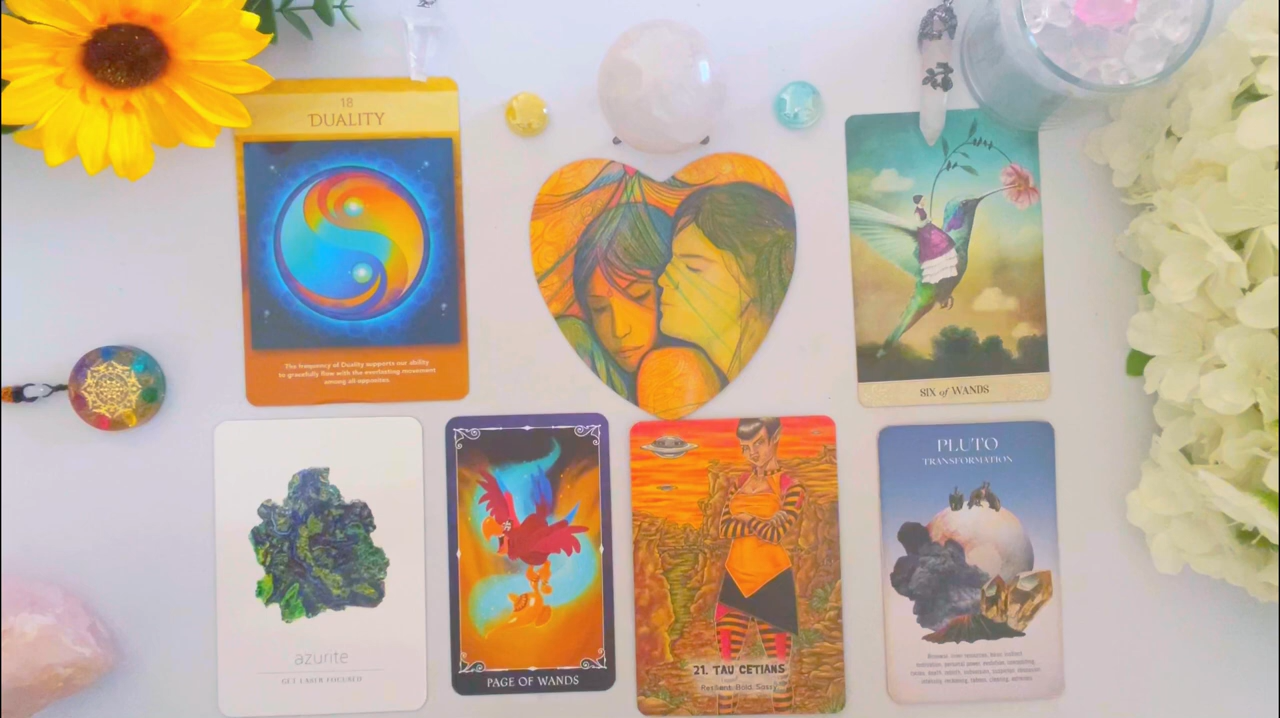 18
DUALITY
The frequency of Duality supports our ability
to gracefully flow with the everlasting movement
among all opposites.
SIX of WANDS
azurite
GET LASER FOCUSED
PAGE OF WANDS
21. TAU CETIANS
Resilient. Bold. Sassy
PLUTO
TRANSFORMATION